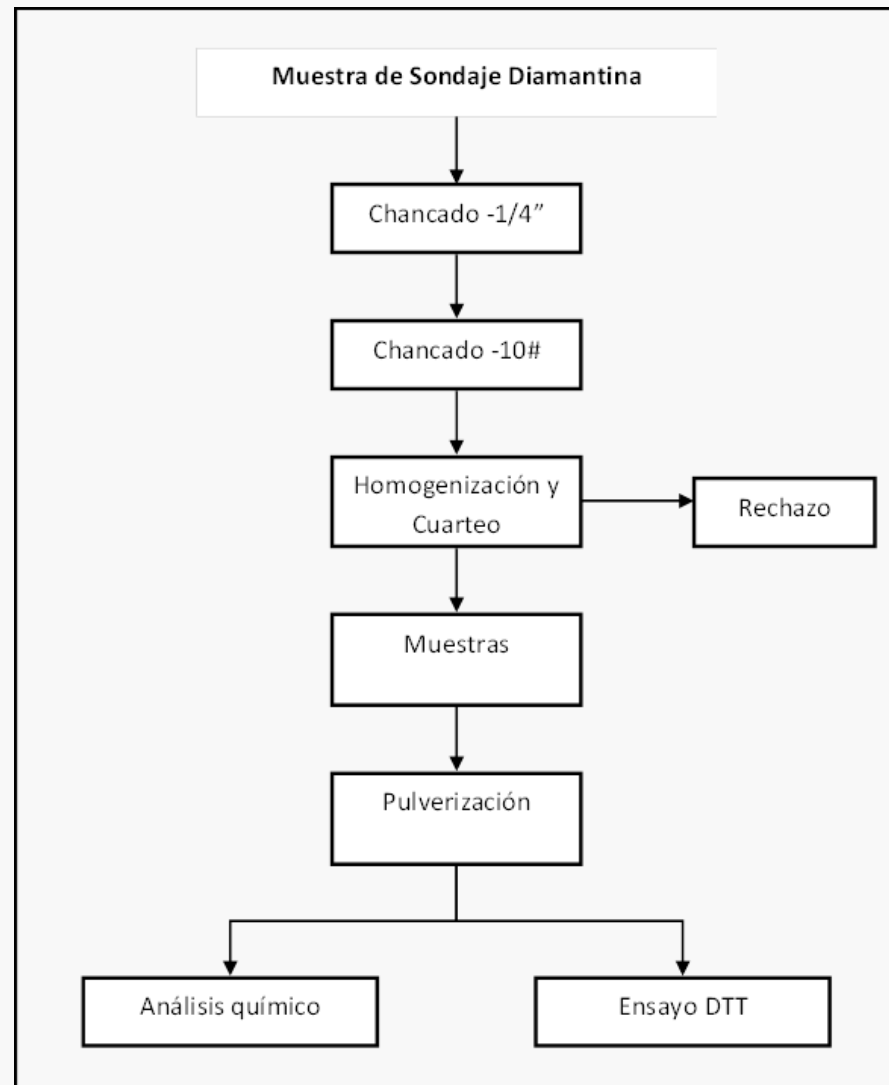 Muestra de Sondaje Diamantina
Chancado -1/4”
Chancado -10#
Homogenización y
Cuarteo
Rechazo
Muestras
Pulverización
Análisis químico
Ensayo DTT